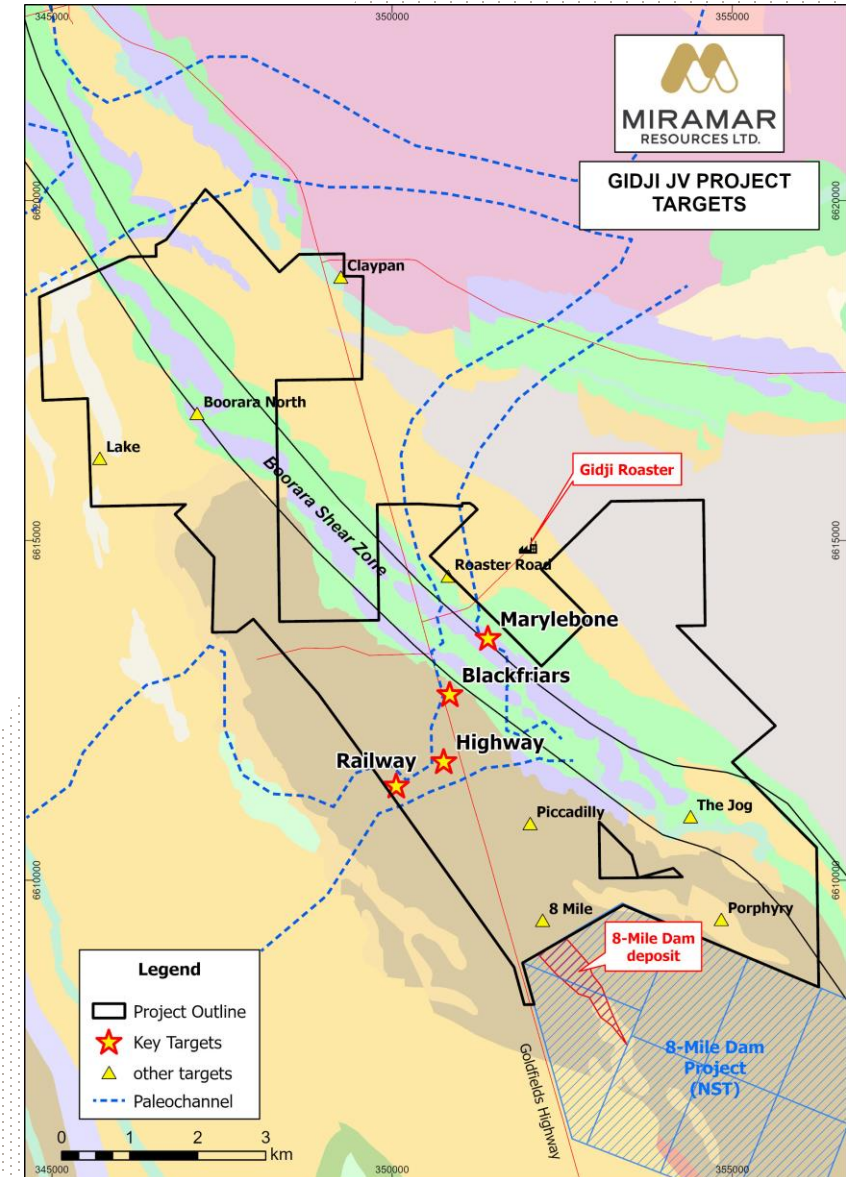 345000
350000
355000
MIRAMAR
RESOURCES LTD.
GIDJI JV PROJECT
TARGETS
6620000
6620000
Claypan
Boorara North
Lake
Boorara Shear Zone
Gidji Roaster
6615000
6615000
Roaster Road
Marylebone
Blackfriars
Highway
Railway
Piccadilly
The Jog
6610000
6610000
8 Mile
Porphyry
8-Mile Dam
deposit
8-Mile Dam
Project
(NST)
Goldfields Highway
Legend
Project Outline
Key Targets
other targets
Paleochannel
0 1 2 3
km
345000
350000
355000